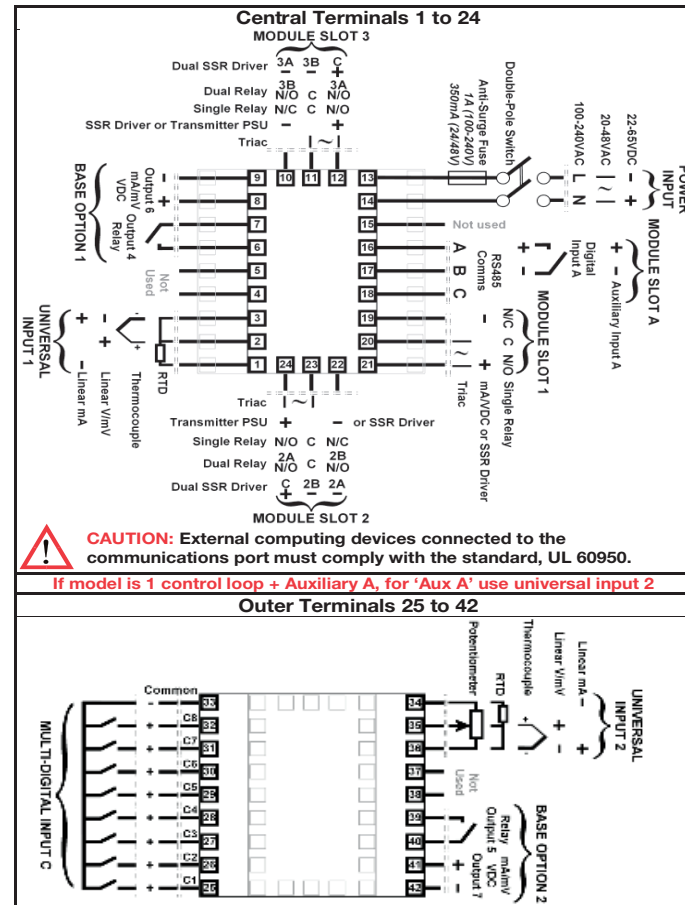 Central Terminals 1 to 24
MODULE SLOT 3
Dual SSR Driver 3A 3B C
− − +
Dual Relay 3B N/O C 3A N/O
Single Relay N/C C N/O
SSR Driver or Transmitter PSU − +
Triac ~
9 10 11 12 13
8 14
7 15
6 16
5 17
4 18
3 19
2 20
1 24 23 22 21
BASE OPTION 1
Output 6 mA/mV VDC
− +
Output 4 Relay
Not Used
UNIVERSAL INPUT 1
+ − Linear mA
− + Linear V/mV
+ Thermocouple
RTD
Anti-Surge Fuse
1A (100-240V)
350mA (24/48V)
Double-Pole Switch
100-240VAC L N
20-48VAC ~
22-65VDC − +
POWER INPUT
Not used
A B C
RS485 Comms
+ − Digital Input A
+ − Auxiliary Input A
MODULE SLOT A
MODULE SLOT 1
N/C C N/O Single Relay
− + mA/VDC or SSR Driver
~ Triac
Triac ~
Transmitter PSU + − or SSR Driver
Single Relay N/O C N/C
Dual Relay 2A N/O C 2B N/O
Dual SSR Driver C 2B 2A
+ − −
MODULE SLOT 2
! CAUTION: External computing devices connected to the
communications port must comply with the standard, UL 60950.
If model is 1 control loop + Auxiliary A, for ‘Aux A’ use universal input 2
Outer Terminals 25 to 42
Potentiometer
RTD
Thermocouple +
Linear V/mV + −
Linear mA − +
UNIVERSAL INPUT 2
Common − 33 34
C8 + 32 35
C7 + 31 36
C6 + 30 37
C5 + 29 38
C4 + 28 39
C3 + 27 40
C2 + 26 41
C1 + 25 42
MULTI-DIGITAL INPUT C
Not Used
Relay Output 5
mA/mV VDC Output 7
+ −
BASE OPTION 2